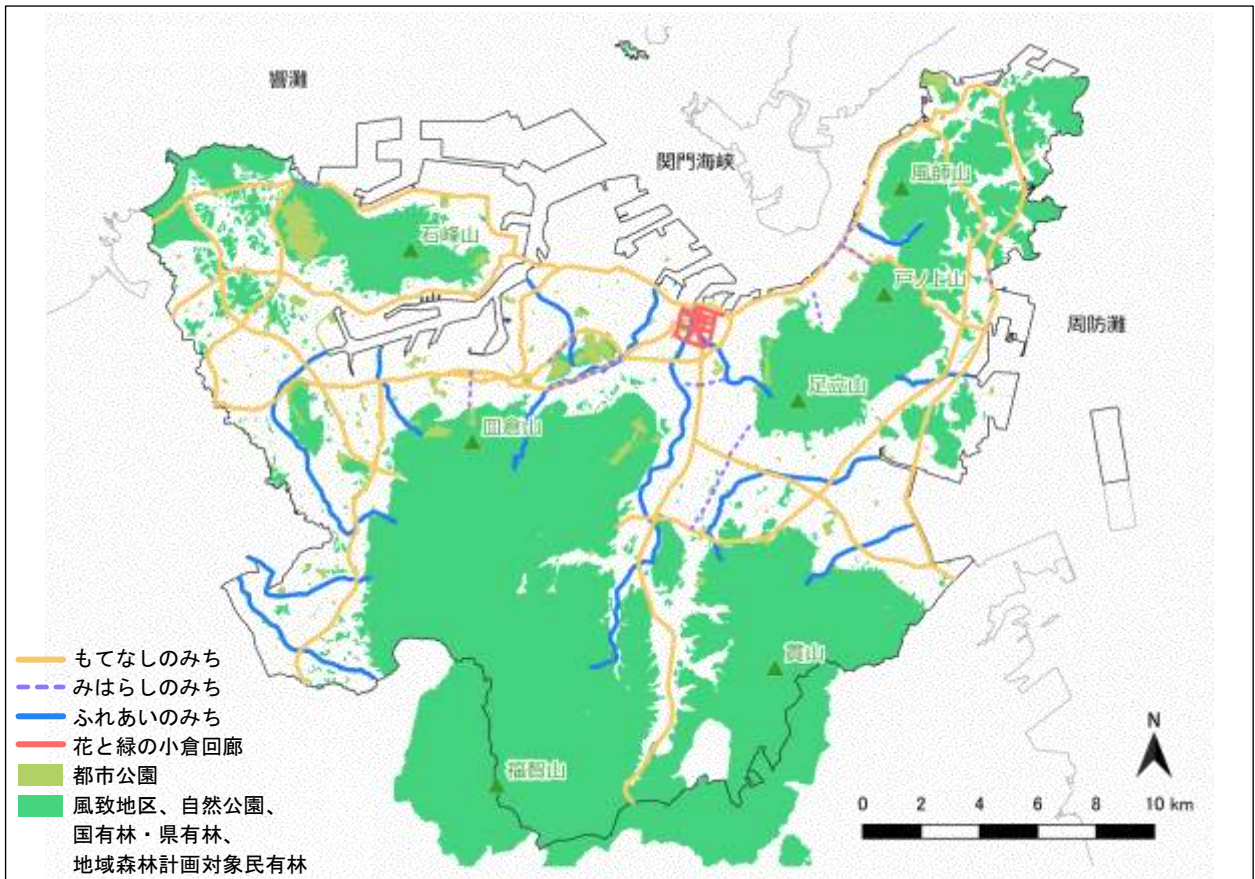 響灘
関門海峡
風師山
石峰山
戸ノ上山
周防灘
足立山
皿倉山
貫山
福智山
もてなしのみち
みはらしのみち
ふれあいのみち
花と緑の小倉回廊
都市公園
風致地区、自然公園、
国有林・県有林、
地域森林計画対象民有林
N
0 2 4 6 8 10 km